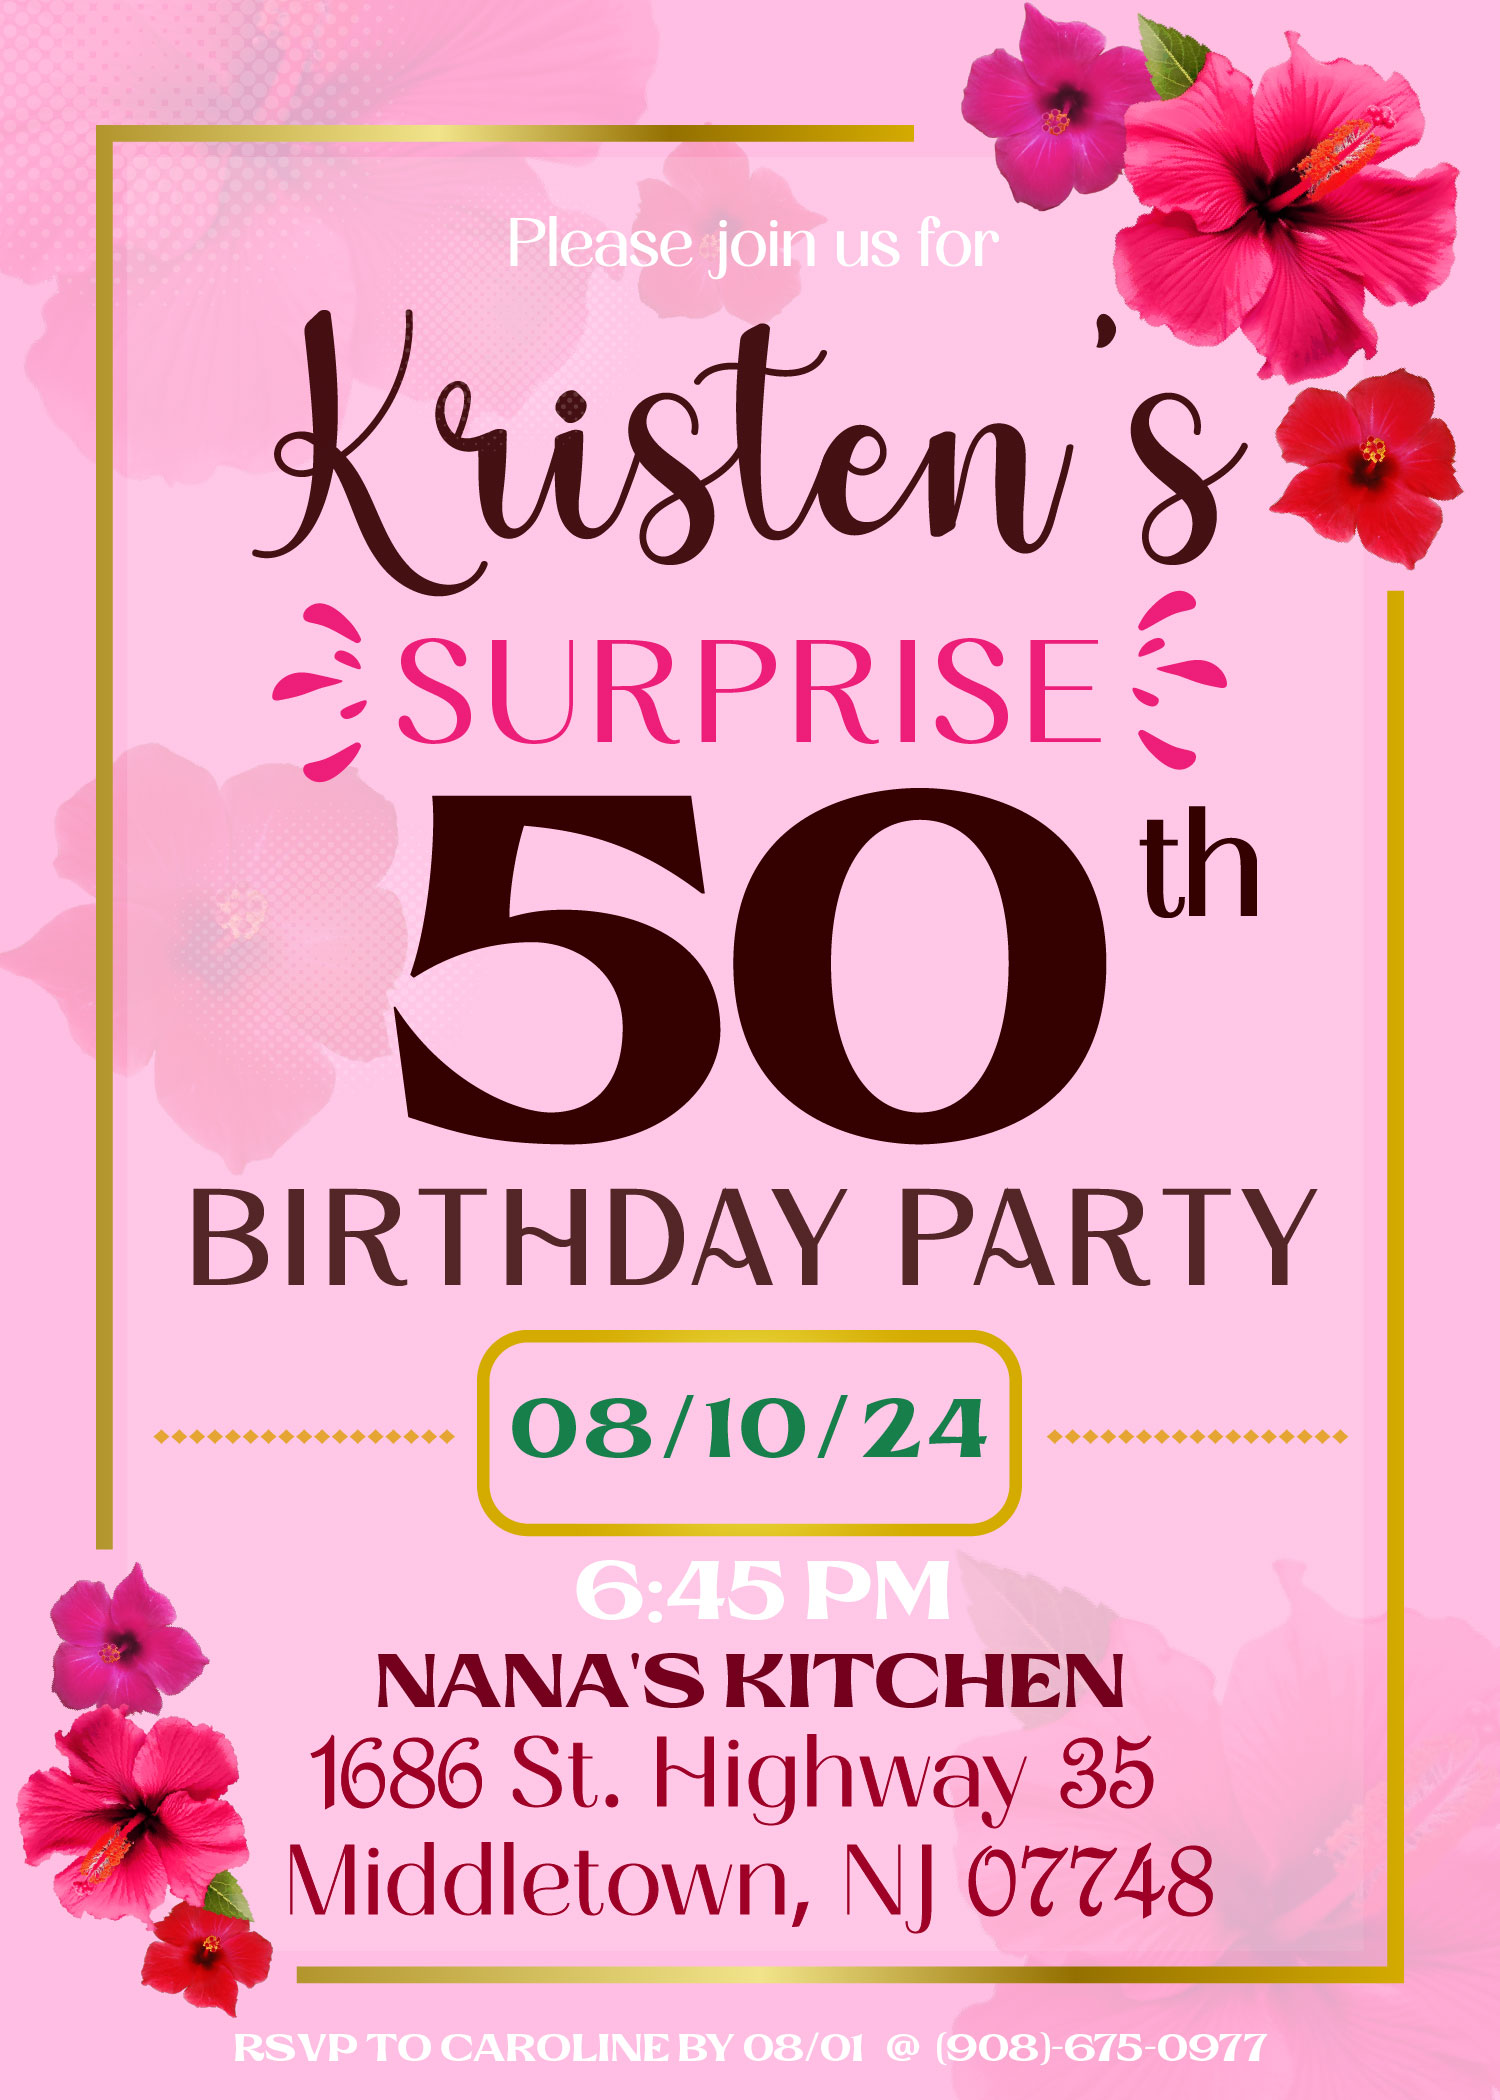 Please join us for
Kristen's
SURPRISE
50th
BIRTHDAY PARTY
08/10/24
6:45 PM
NANA'S KITCHEN
1686 St. Highway 35
Middletown, NJ 07748
RSVP TO CAROLINE BY 08/01 @ (908)-675-0977